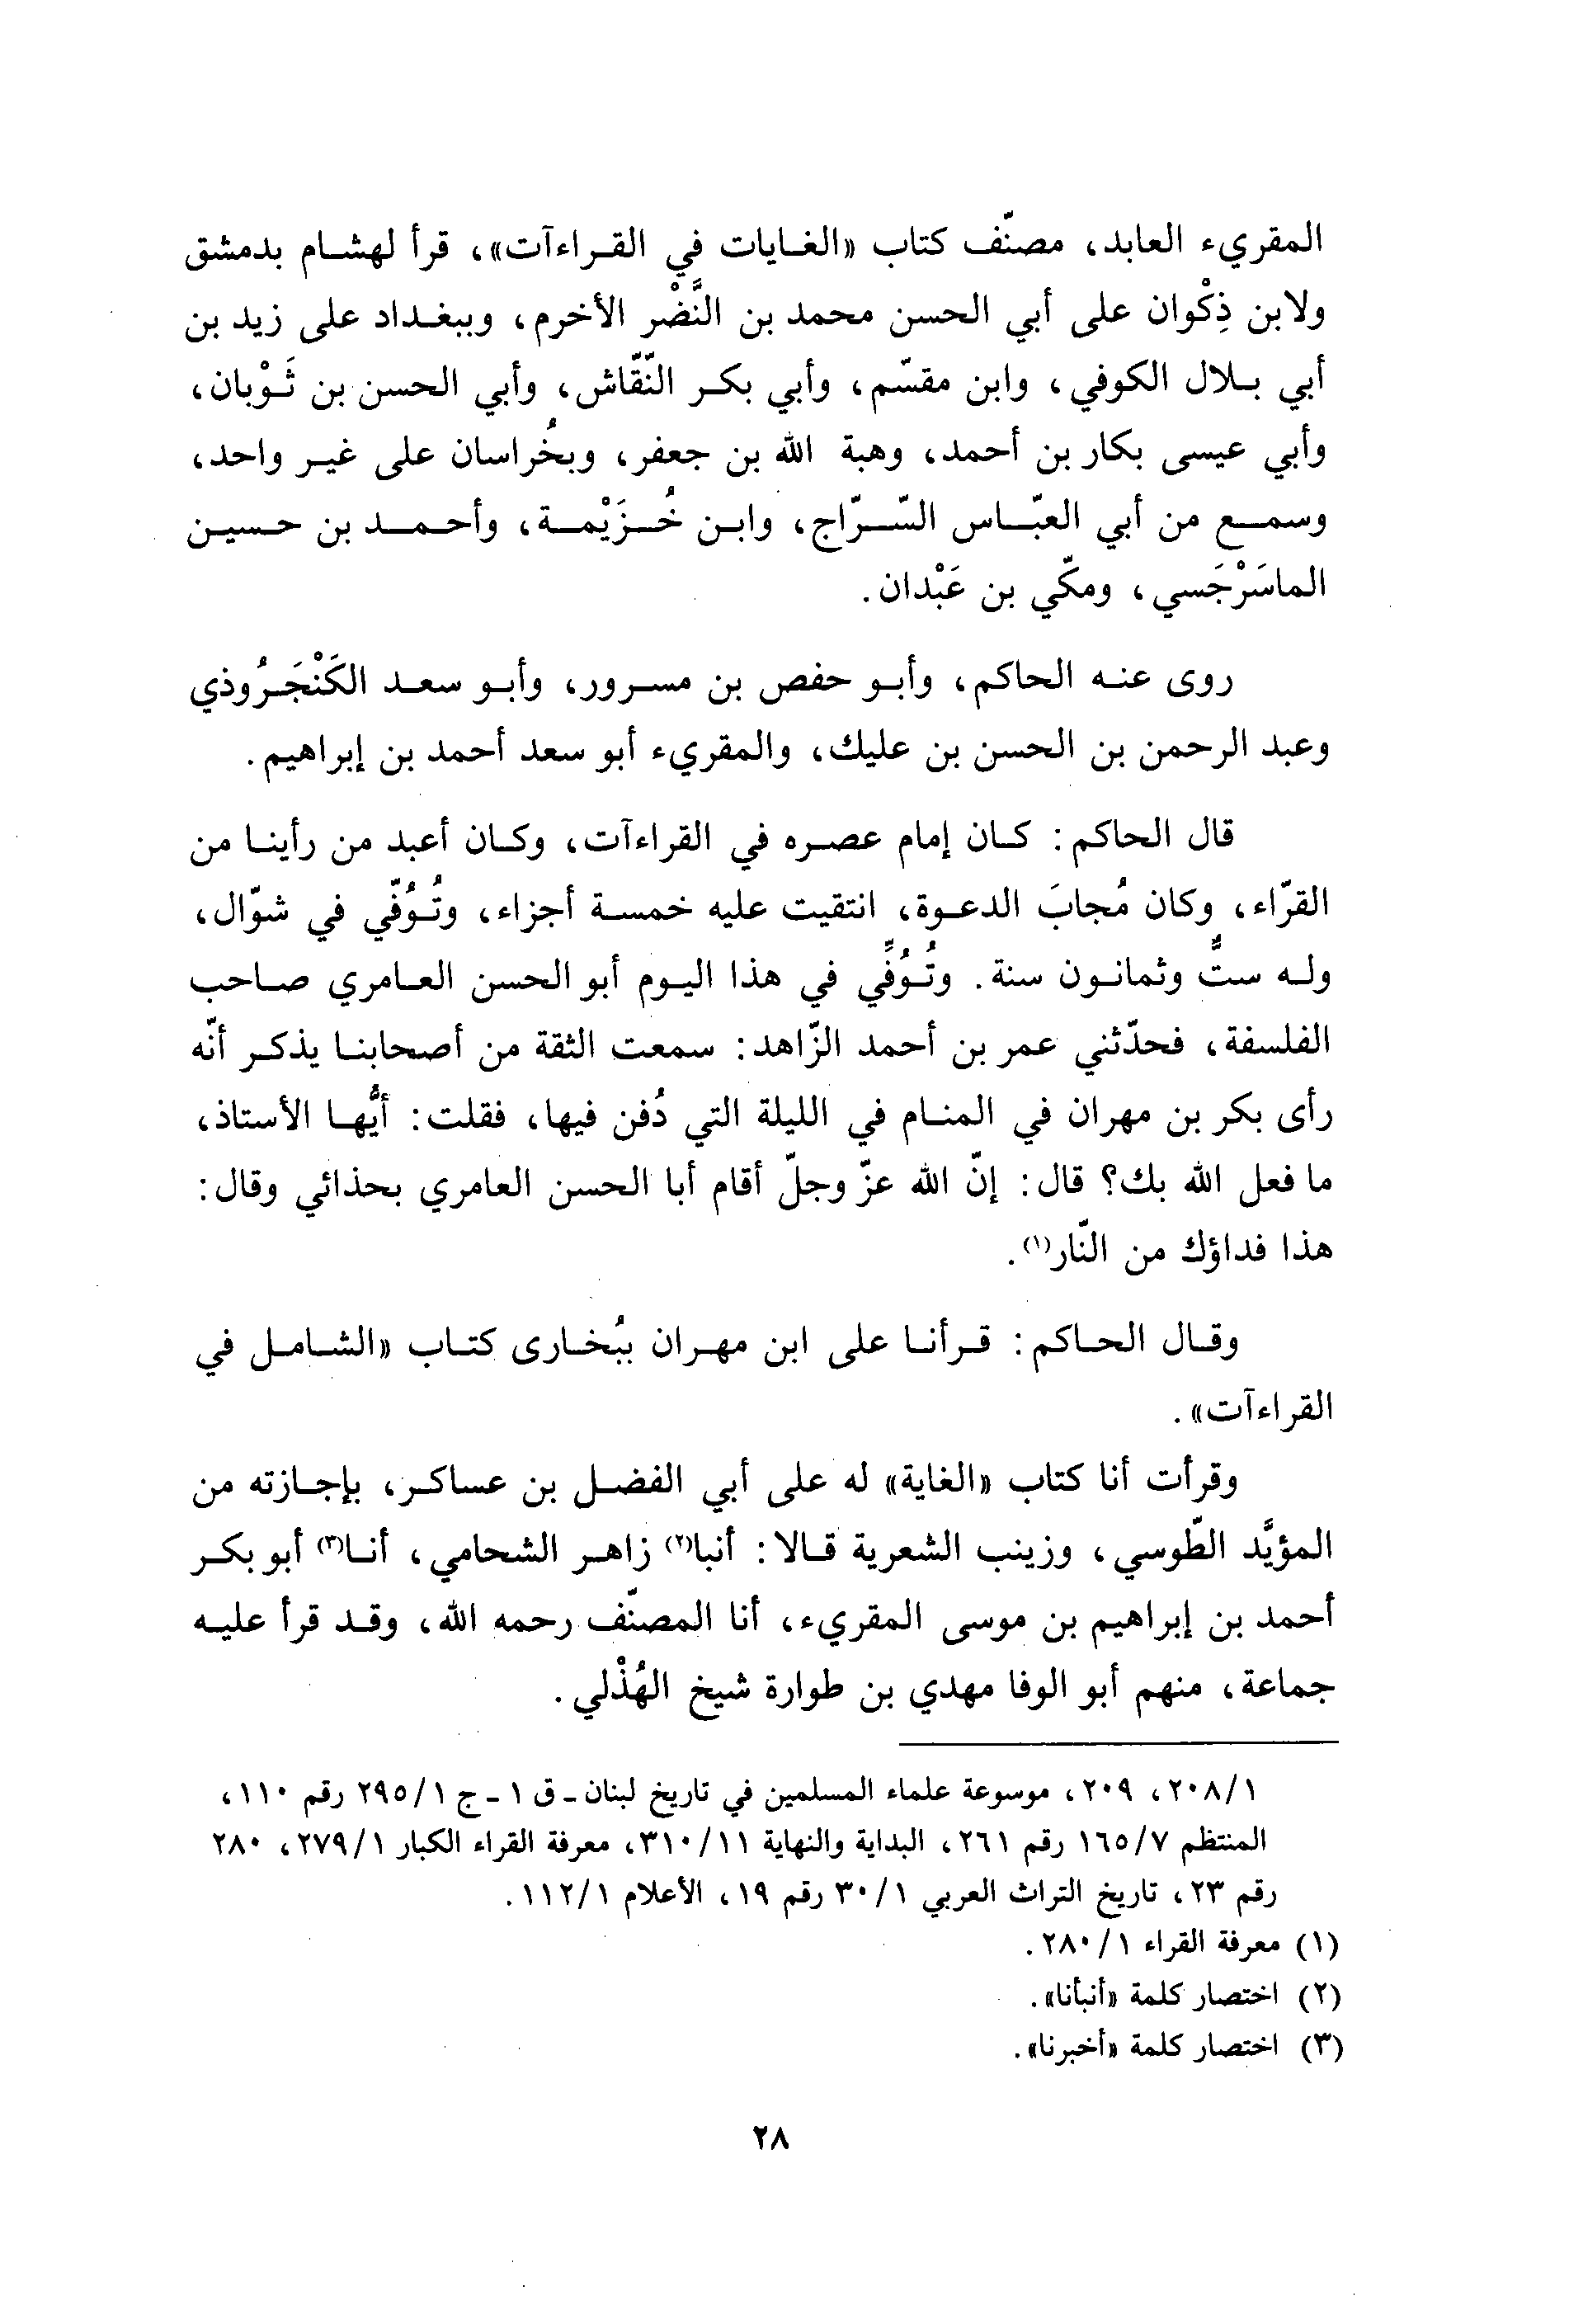 المقريء العابد، مصنّف كتاب «الغايات في القراءآت»، قرأ لهشام بدمشق
ولابن ذِكْوان على أبي الحسن محمد بن النَّضْر الأخرم، وببغداد على زيد بن
أبي بلال الكوفي، وابن مقسّم، وأبي بكر النّقّاش، وأبي الحسن بن ثَوْبان،
وأبي عيسى بكار بن أحمد، وهبة الله بن جعفر، وبخُراسان على غير واحد،
وسمع من أبي العبّاس السّرّاج، وابن خُزَيْمة، وأحمد بن حسين
الماسَرْجَسي، ومكّي بن عَبْدان.
روى عنه الحاكم، وأبو حفص بن مسرور، وأبو سعد الكَنْجَرُوذي
وعبد الرحمن بن الحسن بن عليك، والمقريء أبو سعد أحمد بن إبراهيم.
قال الحاكم: كان إمام عصره في القراءآت، وكان أعبد من رأينا من
القرّاء، وكان مُجابَ الدعوة، انتقيت عليه خمسة أجزاء، وتُوُفّي في شوّال،
وله ستٌّ وثمانون سنة. وتُوُفِّي في هذا اليوم أبو الحسن العامري صاحب
الفلسفة، فحدّثني عمر بن أحمد الزّاهد: سمعت الثقة من أصحابنا يذكر أنّه
رأى بكر بن مهران في المنام في الليلة التي دُفن فيها، فقلت: أيُّها الأستاذ،
ما فعل الله بك؟ قال: إنّ الله عزّ وجلّ أقام أبا الحسن العامري بحذائي وقال:
هذا فداؤك من النّار(١).
وقال الحاكم: قرأنا على ابن مهران ببُخارى كتاب «الشامل في
القراءآت».
وقرأت أنا كتاب «الغاية» له على أبي الفضل بن عساكر، بإجازته من
المؤيَّد الطّوسي، وزينب الشعرية قالا: أنبا(٢) زاهر الشحامي، أنا(٣) أبو بكر
أحمد بن إبراهيم بن موسى المقريء، أنا المصنّف رحمه الله، وقد قرأ عليه
جماعة، منهم أبو الوفا مهدي بن طوارة شيخ الهُذْلي.
٢٠٨/١، ٢٠٩، موسوعة علماء المسلمين في تاريخ لبنان - ق ١ - ج ٢٩٥/١ رقم ١١٠،
المنتظم ١٦٥/٧ رقم ٢٦١، البداية والنهاية ٣١٠/١١، معرفة القراء الكبار ٢٧٩/١، ٢٨٠
رقم ٢٣، تاريخ التراث العربي ٣٠/١ رقم ١٩، الأعلام ١١٢/١.
(١) معرفة القراء ٢٨٠/١.
(٢) اختصار كلمة «أنبأنا».
(٣) اختصار كلمة «أخبرنا».
٢٨